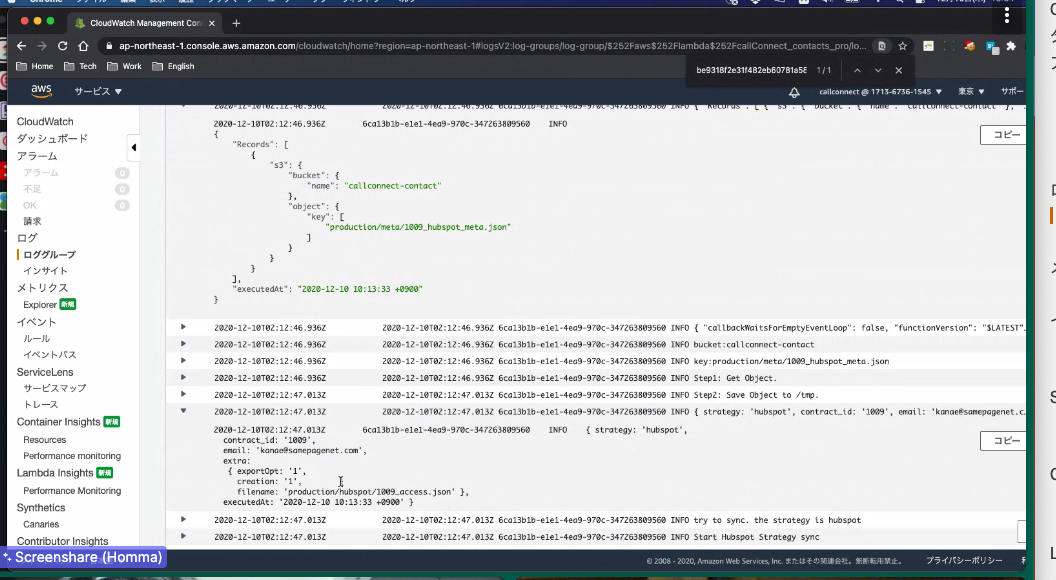 CloudWatch Management Con
ap-northeast-1.console.aws.amazon.com/cloudwatch/home?region=ap-northeast-1#logsV2:log-groups/log-group/$252Faws$252Flambda$252FcallConnect_contacts_pro/lo...
Home Tech Work English
be9318f2e31f482eb60781a58 1/1
aws サービス callconnect @ 1713-6736-1545 東京 サポー
CloudWatch
ダッシュボード
アラーム
アラーム 0
不足 0
OK 0
請求
ログ
ロググループ
インサイト
メトリクス
Explorer 新規
イベント
ルール
イベントバス
ServiceLens
サービスマップ
トレース
Container Insights 新規
Resources
Performance monitoring
Lambda Insights 新規
Performance Monitoring
Synthetics
Canaries
Contributor Insights
2020-12-10T02:12:46.936Z 6ca13b1b-e1e1-4ea9-970c-347263809560 INFO
コピー
{
"Records": [
{
"s3": {
"bucket": {
"name": "callconnect-contact"
},
"object": {
"key": [
"production/meta/1009_hubspot_meta.json"
]
}
}
}
],
"executedAt": "2020-12-10 10:13:33 +0900"
}
2020-12-10T02:12:46.936Z 2020-12-10T02:12:46.936Z 6ca13b1b-e1e1-4ea9-970c-347263809560 INFO { "callbackWaitsForEmptyEventLoop": false, "functionVersion": "$LATEST",
2020-12-10T02:12:46.936Z 2020-12-10T02:12:46.936Z 6ca13b1b-e1e1-4ea9-970c-347263809560 INFO bucket:callconnect-contact
2020-12-10T02:12:46.936Z 2020-12-10T02:12:46.936Z 6ca13b1b-e1e1-4ea9-970c-347263809560 INFO key:production/meta/1009_hubspot_meta.json
2020-12-10T02:12:46.936Z 2020-12-10T02:12:46.936Z 6ca13b1b-e1e1-4ea9-970c-347263809560 INFO Step1: Get Object.
2020-12-10T02:12:47.013Z 2020-12-10T02:12:47.013Z 6ca13b1b-e1e1-4ea9-970c-347263809560 INFO Step2: Save Object to /tmp.
2020-12-10T02:12:47.013Z 2020-12-10T02:12:47.013Z 6ca13b1b-e1e1-4ea9-970c-347263809560 INFO { strategy: 'hubspot', contract_id: '1009', email: 'kanae@samepagenet.c…
2020-12-10T02:12:47.013Z 6ca13b1b-e1e1-4ea9-970c-347263809560 INFO { strategy: 'hubspot',
コピー
contract_id: '1009',
email: 'kanae@samepagenet.com',
extra:
{ exportOpt: '1',
creation: '1',
filename: 'production/hubspot/1009_access.json' },
executedAt: '2020-12-10 10:13:33 +0900' }
2020-12-10T02:12:47.013Z 2020-12-10T02:12:47.013Z 6ca13b1b-e1e1-4ea9-970c-347263809560 INFO try to sync. the strategy is hubspot
2020-12-10T02:12:47.013Z 2020-12-10T02:12:47.013Z 6ca13b1b-e1e1-4ea9-970c-347263809560 INFO Start Hubspot Strategy sync
Screenshare (Homma)
© 2008 - 2020, Amazon Web Services, Inc. またはその関連会社。無断転用禁止。 プライバシーポリシー